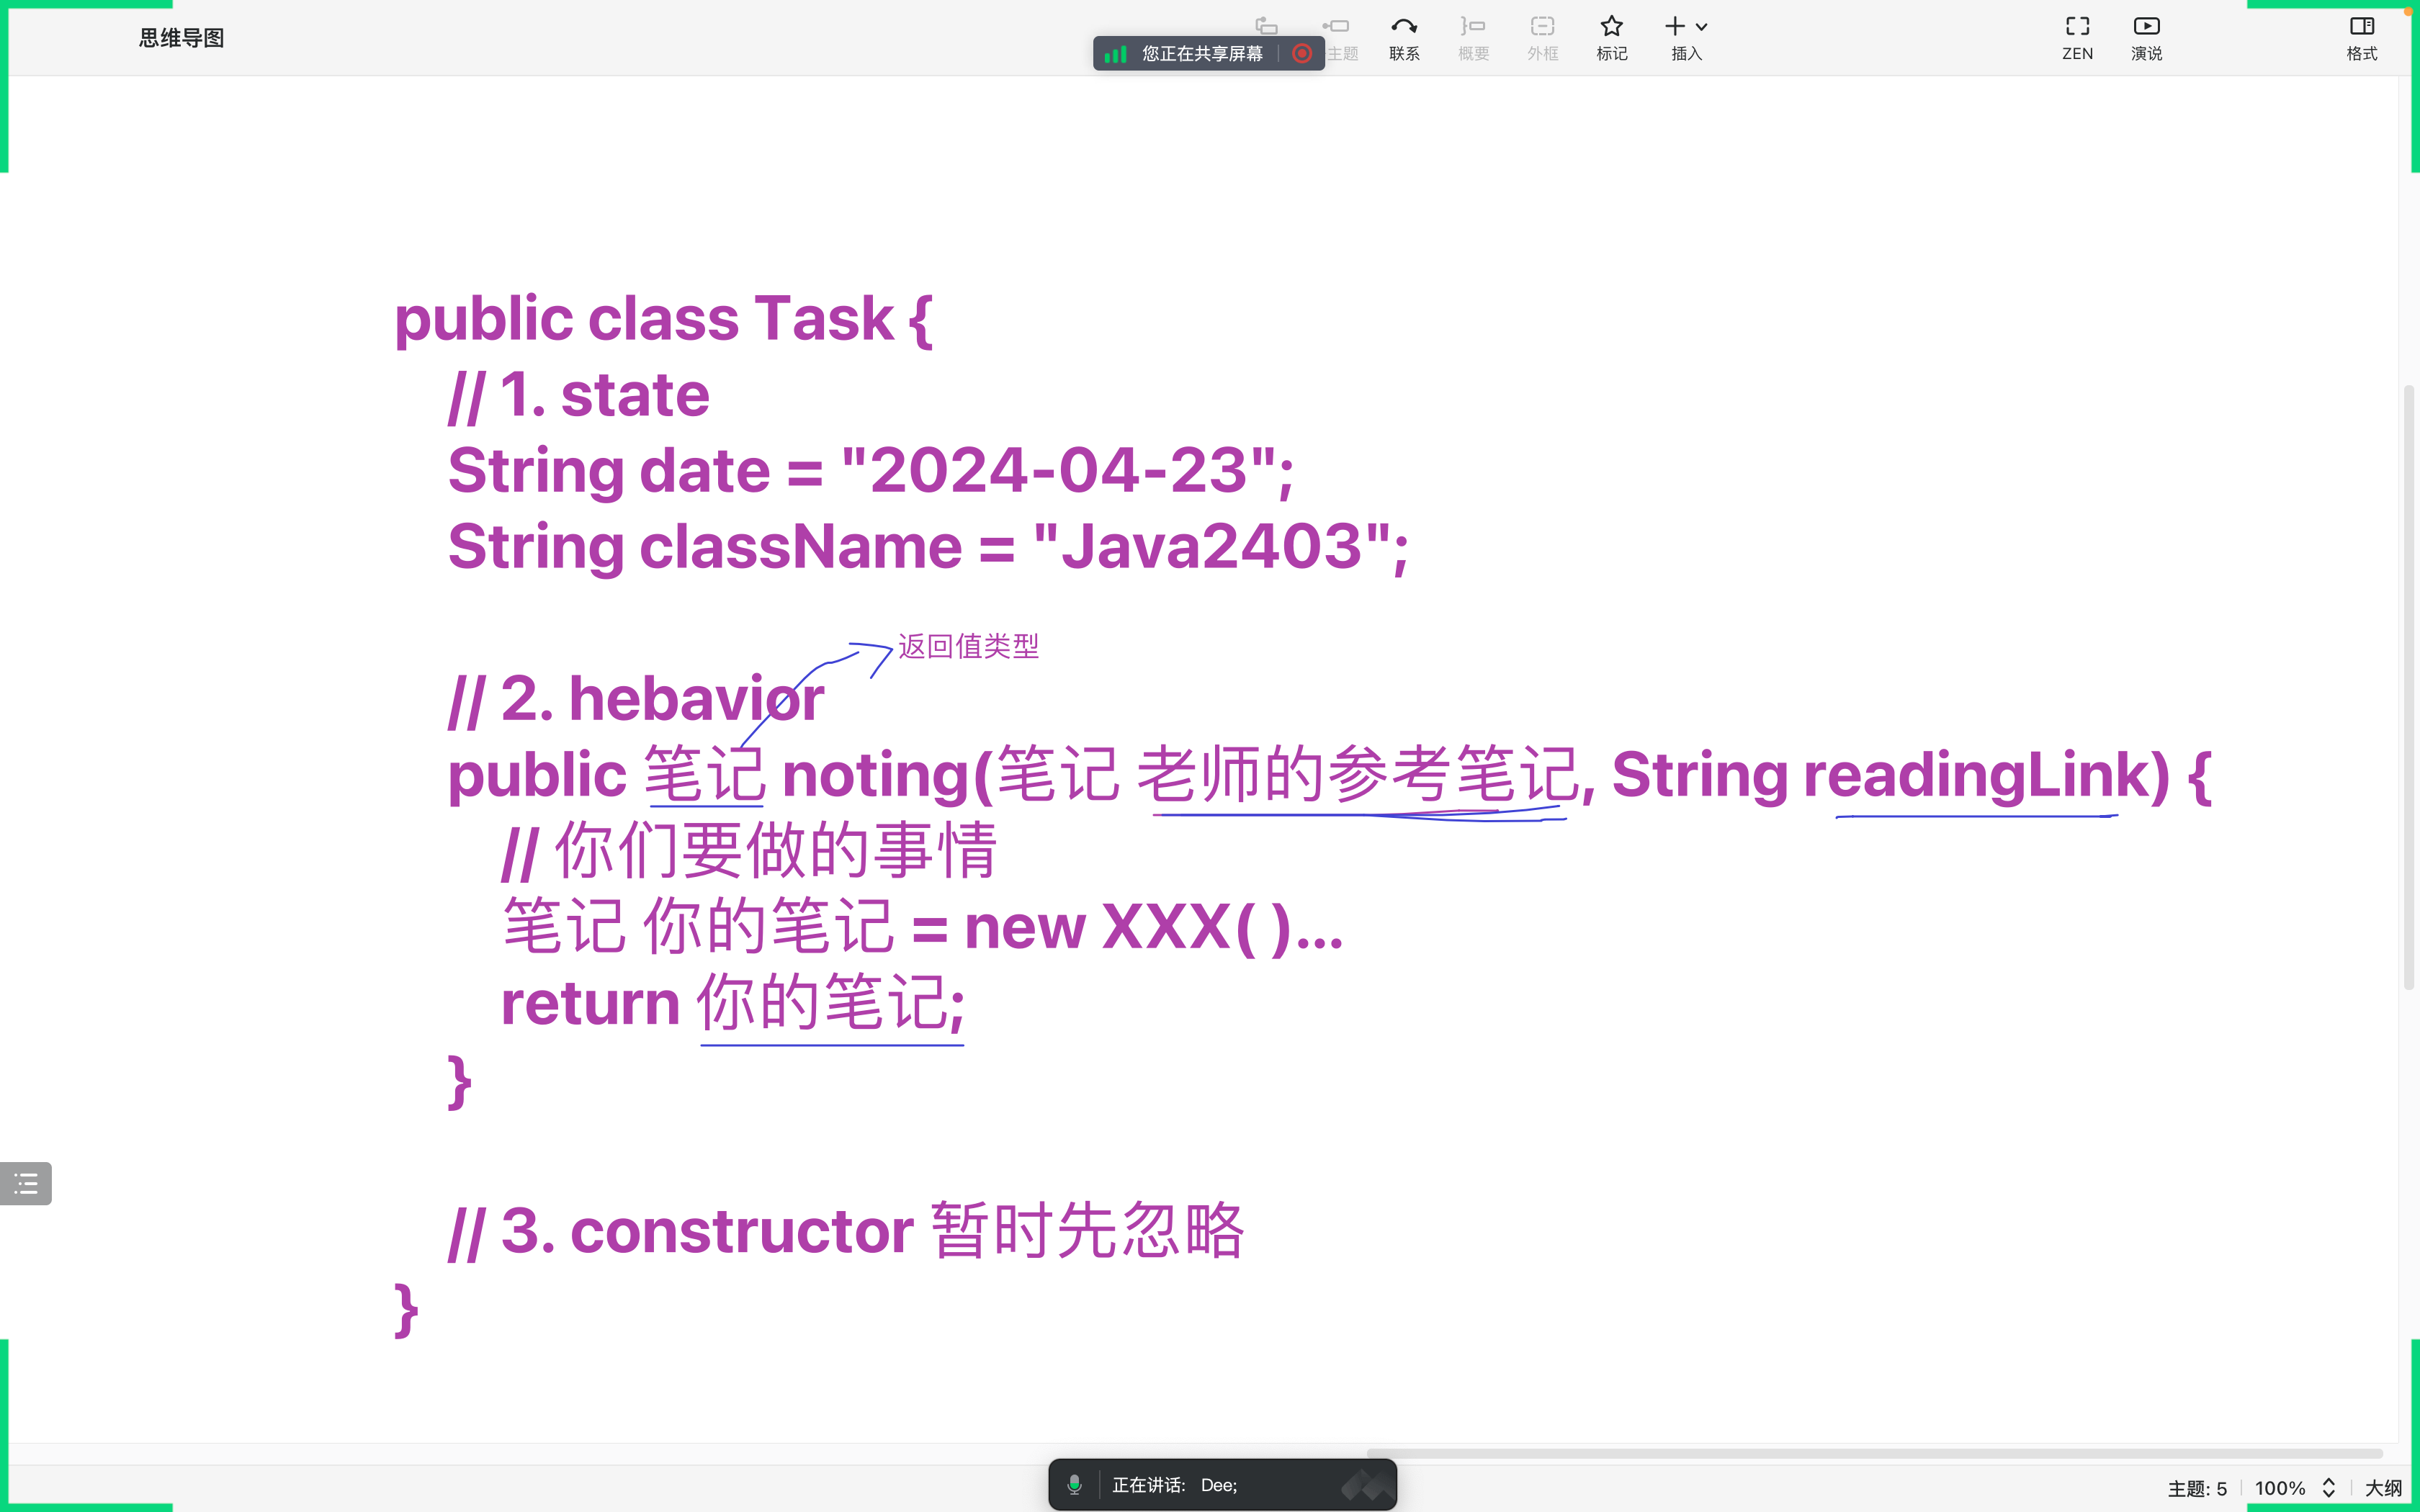 思维导图
您正在共享屏幕
主题
联系
概要
外框
标记
插入
ZEN
演说
格式
public class Task {
// 1. state
String date = "2024-04-23";
String className = "Java2403";
返回值类型
// 2. hebavior
public 笔记 noting(笔记 老师的参考笔记, String readingLink) {
// 你们要做的事情
笔记 你的笔记 = new XXX( )...
return 你的笔记;
}
// 3. constructor 暂时先忽略
}
正在讲话: Dee;
主题: 5
100%
大纲